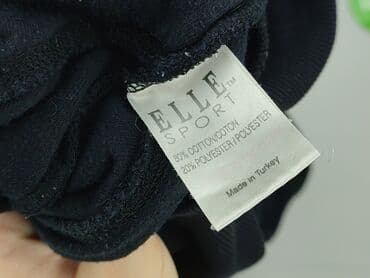 ELLE™
SPORT
80% COTTON/COTON
20% POLYESTER / POLYESTER
Made in Turkey